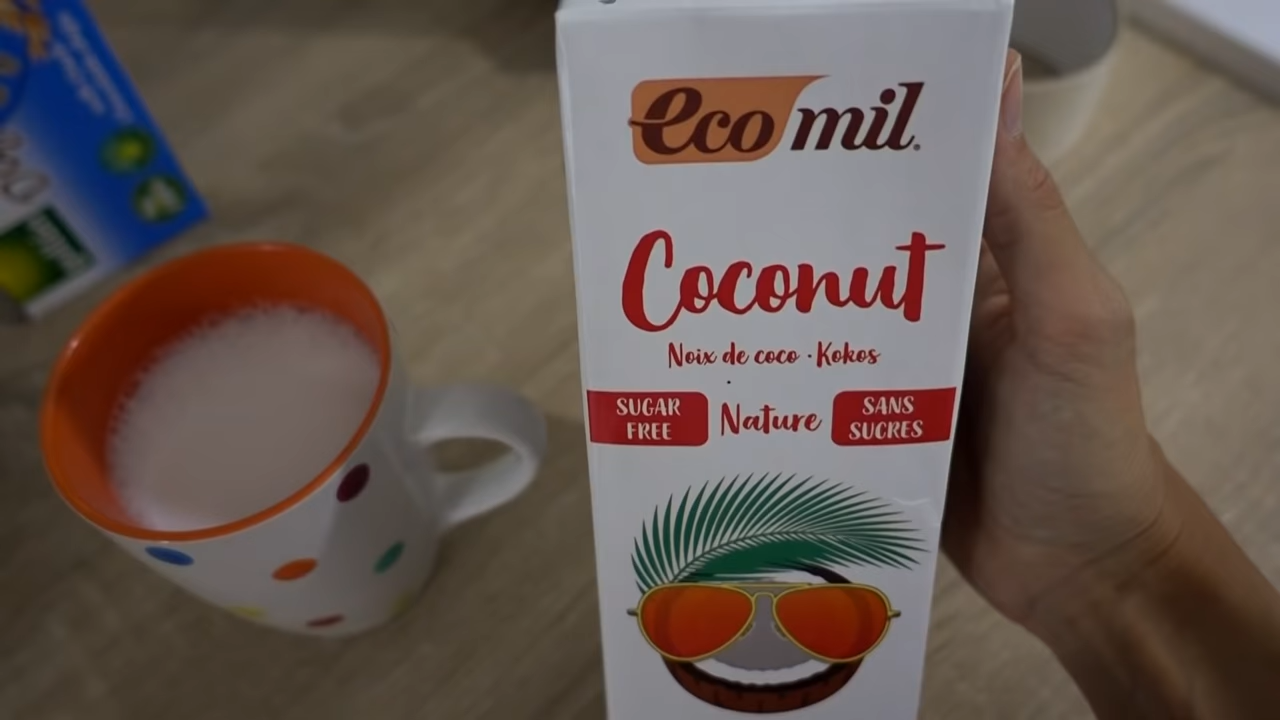 ecomil
Coconut
Noix de coco · Kokos
SUGAR
FREE
Nature
SANS
SUCRES